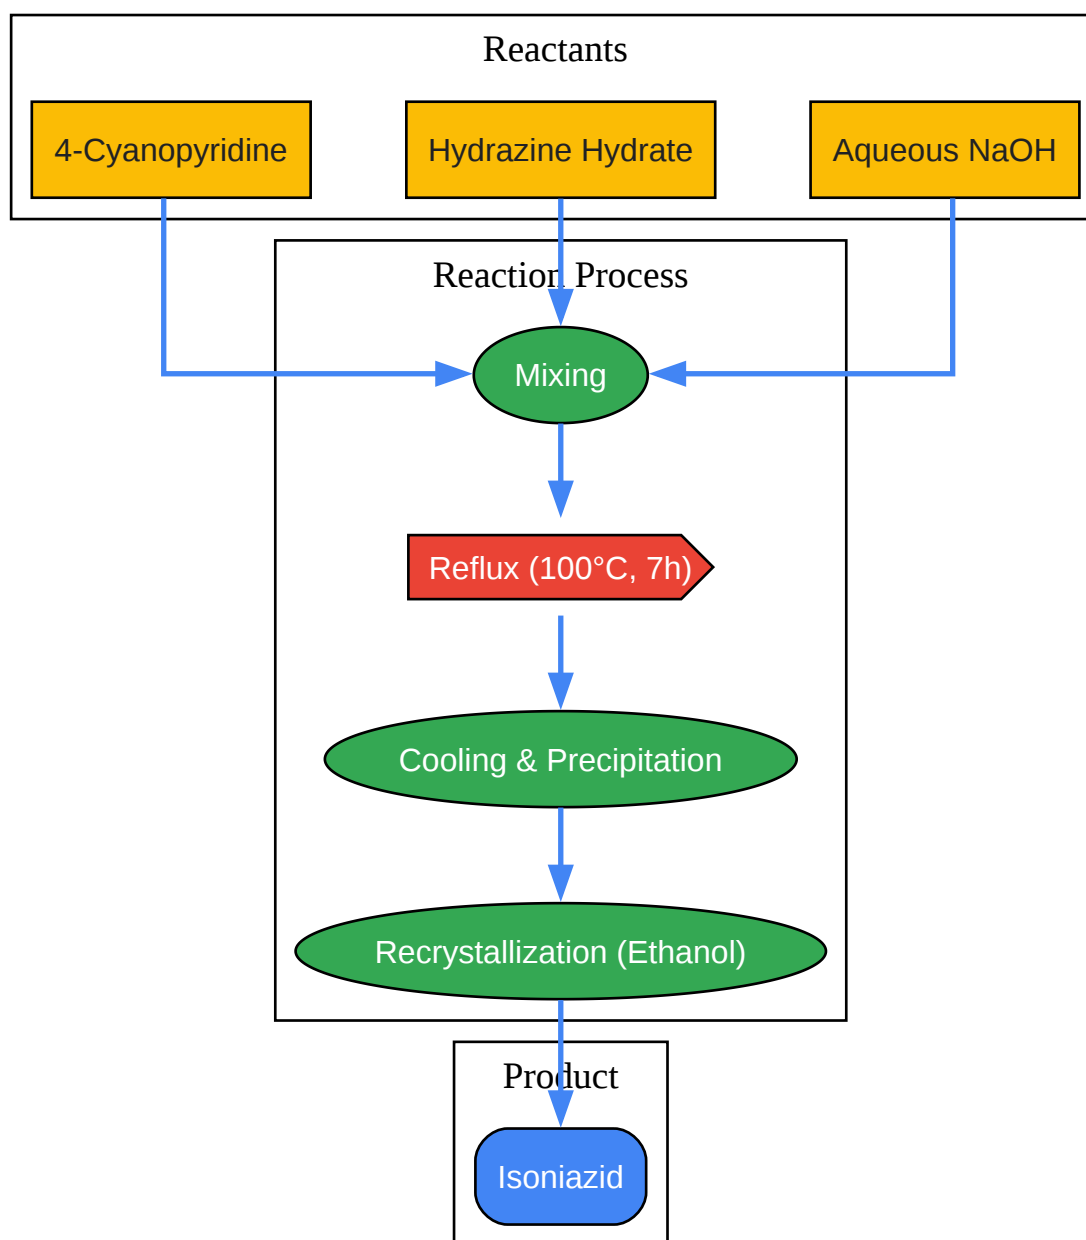 Reactants
4-Cyanopyridine
Hydrazine Hydrate
Aqueous NaOH
Reaction Process
Mixing
Reflux (100°C, 7h)
Cooling & Precipitation
Recrystallization (Ethanol)
Product
Isoniazid